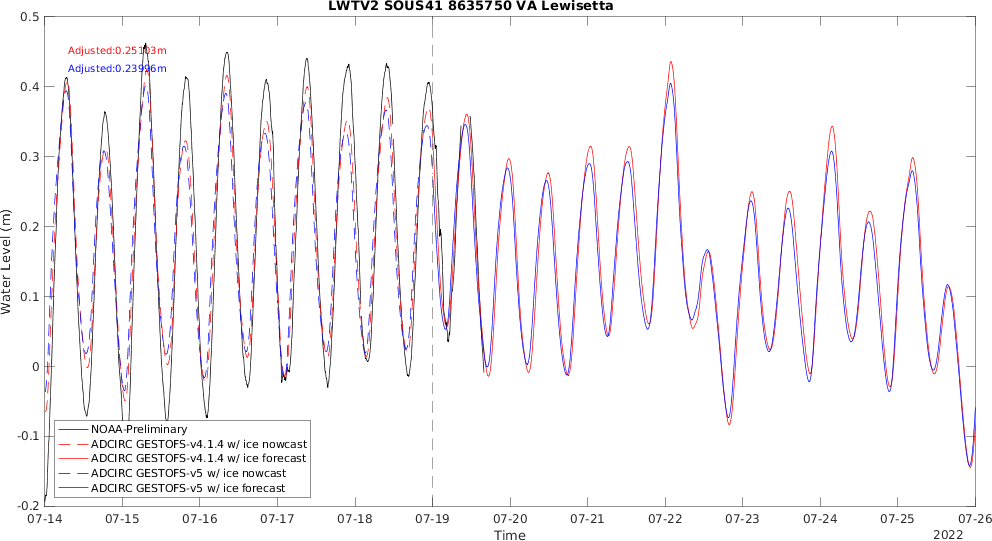 LWTV2 SOUS41 8635750 VA Lewisetta
Adjusted:0.25103m
Adjusted:0.23996m
0.5
0.4
0.3
0.2
0.1
0
-0.1
-0.2
Water Level (m)
NOAA-Preliminary
ADCIRC GESTOFS-v4.1.4 w/ ice nowcast
ADCIRC GESTOFS-v4.1.4 w/ ice forecast
ADCIRC GESTOFS-v5 w/ ice nowcast
ADCIRC GESTOFS-v5 w/ ice forecast
07-14 07-15 07-16 07-17 07-18 07-19 07-20 07-21 07-22 07-23 07-24 07-25 07-26
Time
2022